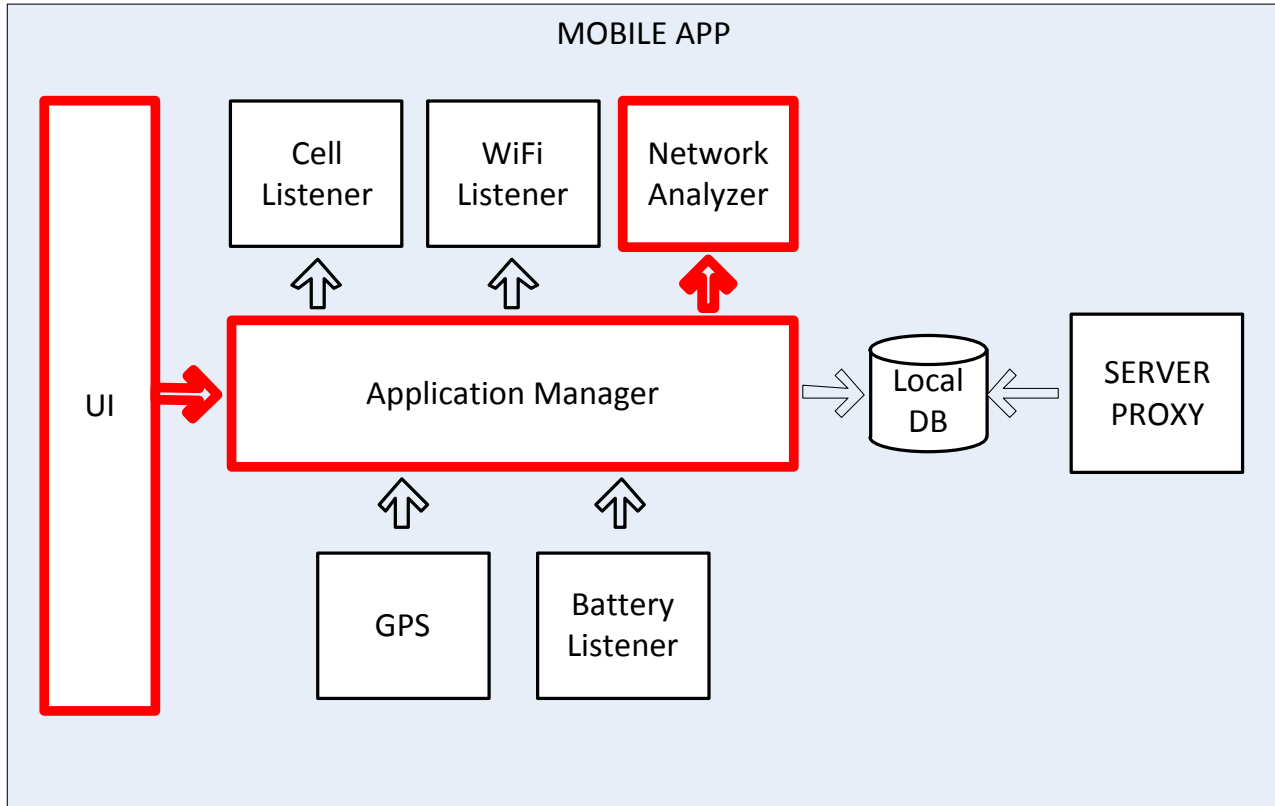 MOBILE APP
Cell
Listener
WiFi
Listener
Network
Analyzer
UI
Application Manager
Local
DB
SERVER
PROXY
GPS
Battery
Listener